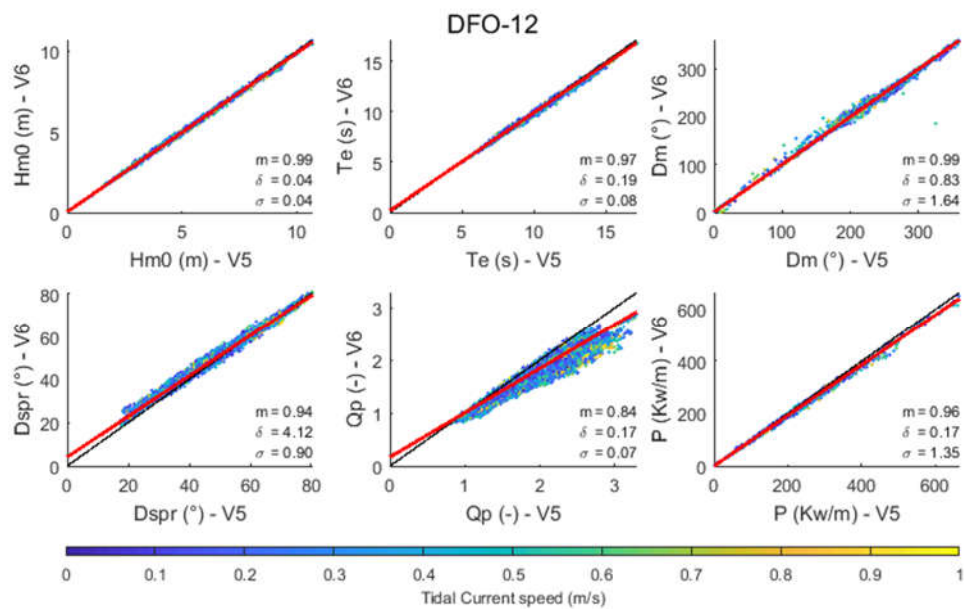 DFO-12
Hm0 (m) - V6
10
5
0
m = 0.99
δ = 0.04
σ = 0.04
0 5 10
Hm0 (m) - V5
Te (s) - V6
15
10
5
0
m = 0.97
δ = 0.19
σ = 0.08
0 5 10 15
Te (s) - V5
Dm (°) - V6
300
200
100
0
m = 0.99
δ = 0.83
σ = 1.64
0 100 200 300
Dm (°) - V5
Dspr (°) - V6
80
60
40
20
0
m = 0.94
δ = 4.12
σ = 0.90
0 20 40 60 80
Dspr (°) - V5
Qp (-) - V6
3
2
1
0
m = 0.84
δ = 0.17
σ = 0.07
0 1 2 3
Qp (-) - V5
P (Kw/m) - V6
600
400
200
0
m = 0.96
δ = 0.17
σ = 1.35
0 200 400 600
P (Kw/m) - V5
0 0.1 0.2 0.3 0.4 0.5 0.6 0.7 0.8 0.9 1
Tidal Current speed (m/s)